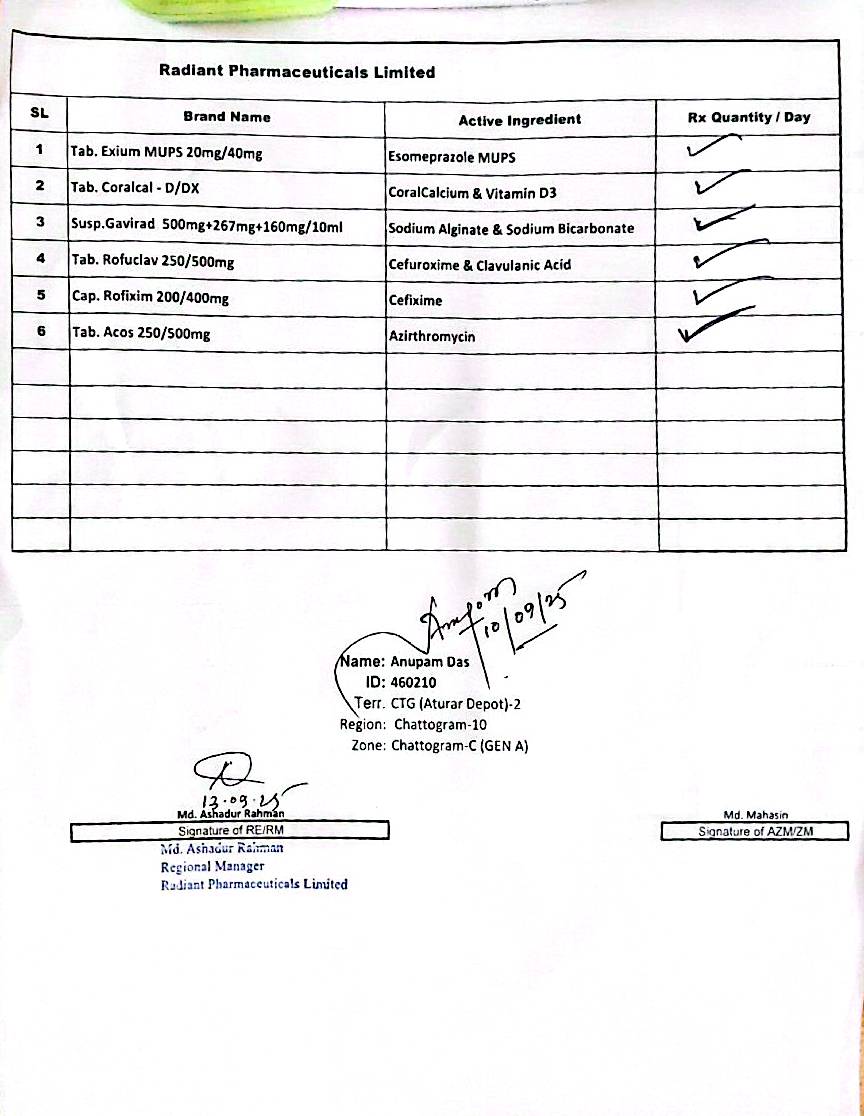 Radiant Pharmaceuticals Limited
SL Brand Name Active Ingredient Rx Quantity / Day
1 Tab. Exium MUPS 20mg/40mg Esomeprazole MUPS ✓
2 Tab. Coralcal - D/DX CoralCalcium & Vitamin D3 ✓
3 Susp.Gavirad 500mg+267mg+160mg/10ml Sodium Alginate & Sodium Bicarbonate ✓
4 Tab. Rofuclav 250/500mg Cefuroxime & Clavulanic Acid ✓
5 Cap. Rofixim 200/400mg Cefixime ✓
6 Tab. Acos 250/500mg Azirthromycin ✓
Anupom
10/09/25
Name: Anupam Das
ID: 460210
Terr. CTG (Aturar Depot)-2
Region: Chattogram-10
Zone: Chattogram-C (GEN A)
13.09.25
Md. Ashadur Rahman Md. Mahasin
Signature of RE/RM Signature of AZM/ZM
Md. Ashadur Rahman
Regional Manager
Radiant Pharmaceuticals Limited